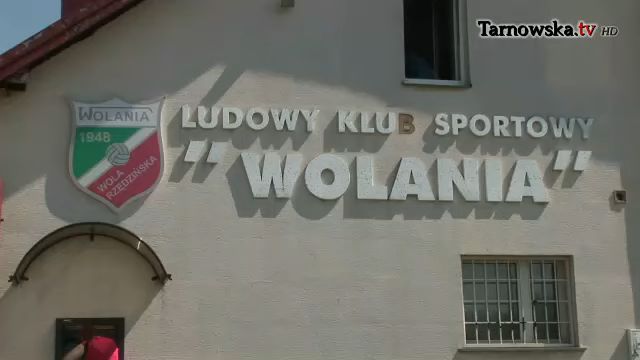 Tarnowska.tv HD
WOLANIA
1948
WOLA
RZĘDZIŃSKA
LUDOWY KLUB SPORTOWY
"WOLANIA"